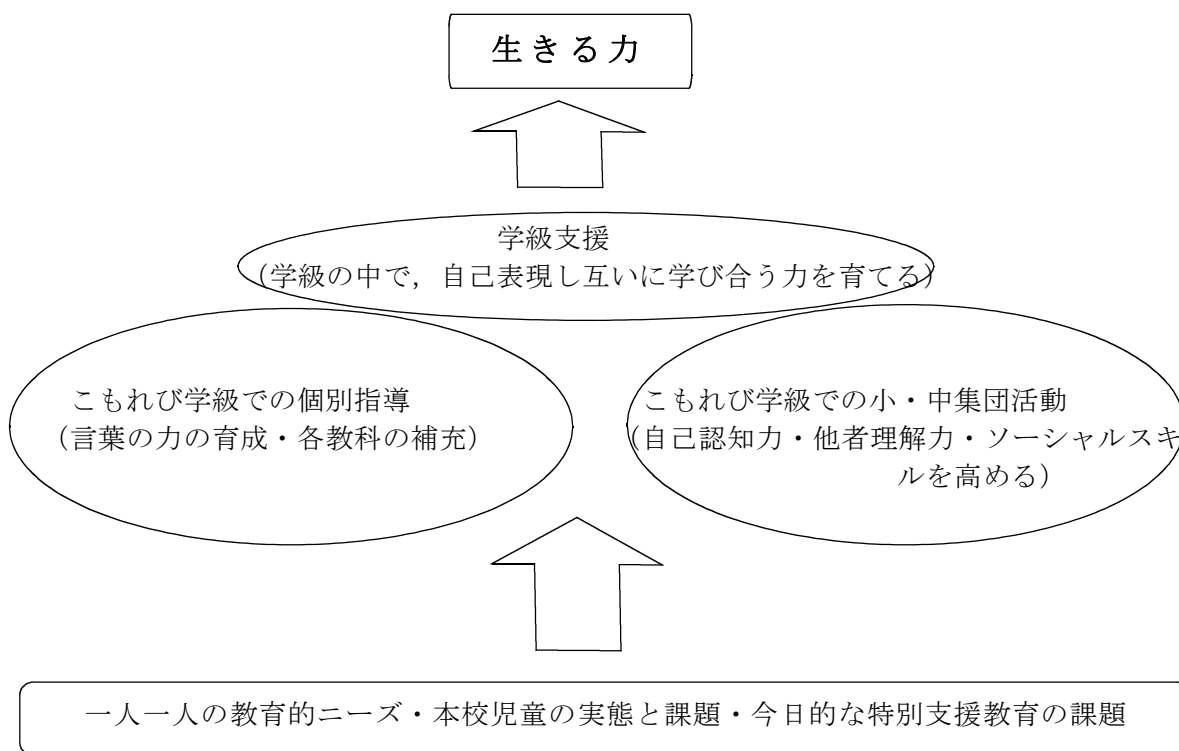 生きる力
学級支援
（学級の中で，自己表現し互いに学び合う力を育てる）
こもれび学級での個別指導
（言葉の力の育成・各教科の補充）
こもれび学級での小・中集団活動
（自己認知力・他者理解力・ソーシャルスキ
ルを高める）
一人一人の教育的ニーズ・本校児童の実態と課題・今日的な特別支援教育の課題